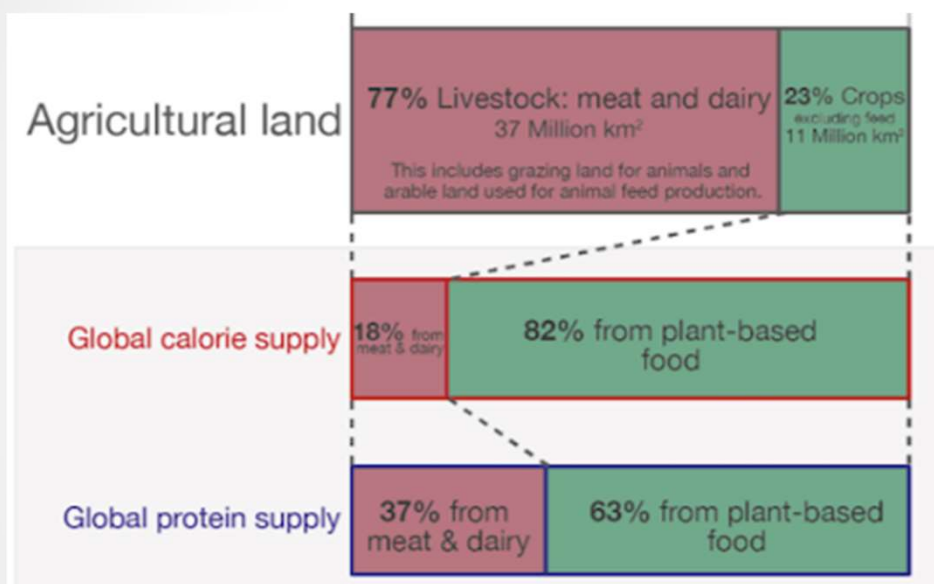 Agricultural land
77% Livestock: meat and dairy
37 Million km²
This includes grazing land for animals and
arable land used for animal feed production.
23% Crops
excluding feed
11 Million km²
Global calorie supply
18% from
meat & dairy
82% from plant-based
food
Global protein supply
37% from
meat & dairy
63% from plant-based
food